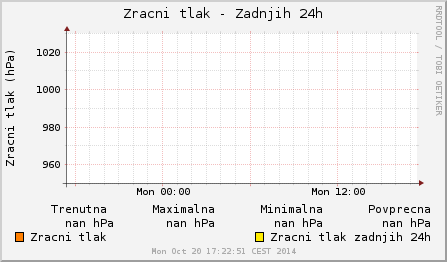 Zracni tlak - Zadnjih 24h
RRDTOOL / TOBI OETIKER
Zracni tlak (hPa)
1020
1000
980
960
Mon 00:00 Mon 12:00
Trenutna Maximalna Minimalna Povprecna
nan hPa nan hPa nan hPa nan hPa
Zracni tlak Zracni tlak zadnjih 24h
Mon Oct 20 17:22:51 CEST 2014